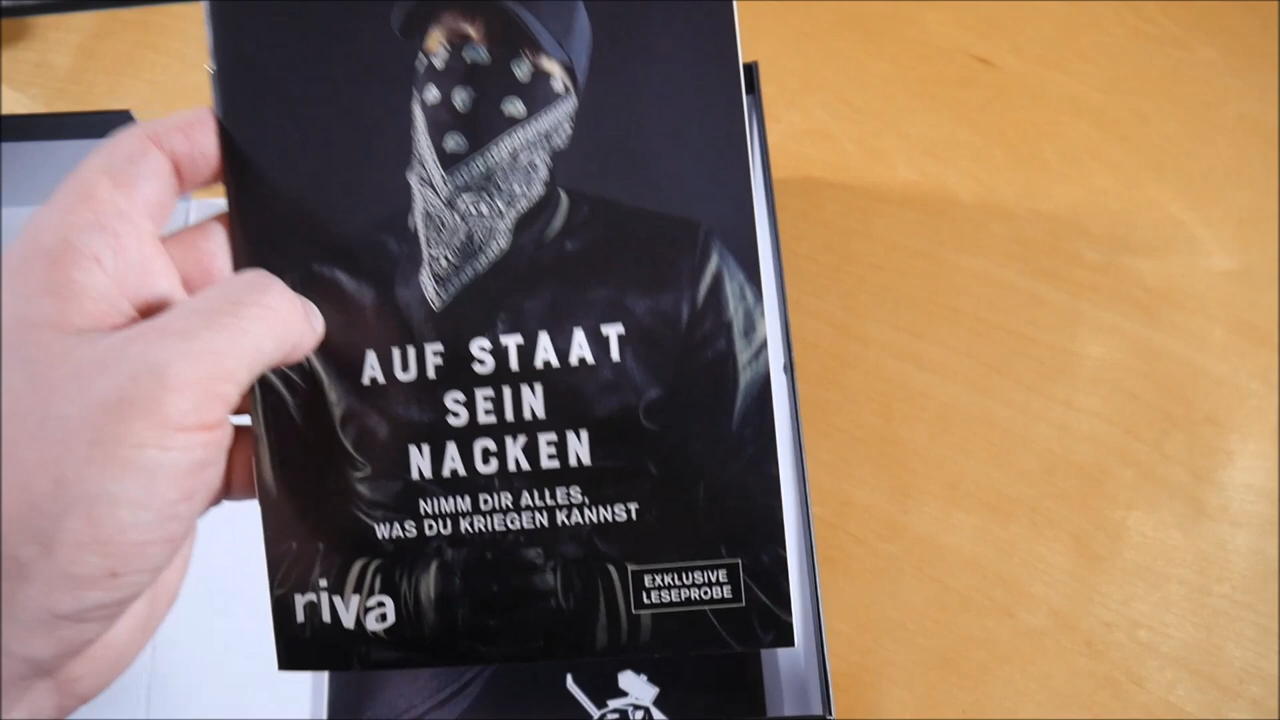 AUF STAAT
SEIN
NACKEN
NIMM DIR ALLES,
WAS DU KRIEGEN KANNST
riva
EXKLUSIVE
LESEPROBE